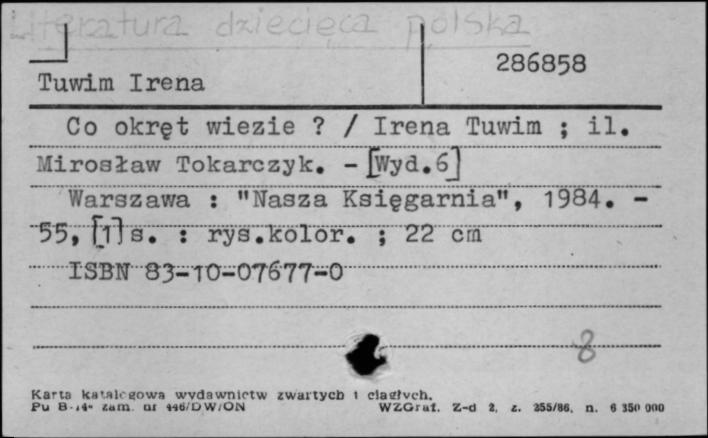 Literatura dziecięca polska
286858
Tuwim Irena
Co okręt wiezie ? / Irena Tuwim ; il.
Mirosław Tokarczyk. - [Wyd.6]
Warszawa : "Nasza Księgarnia", 1984. -
55, [1] s. : rys.kolor. ; 22 cm
ISBN 83-10-07677-0
8
Karta katalogowa wydawnictw zwartych i ciągłych.
Pu B-14 zam. nr 446/DW/ON WZGraf. Z-d 2, z. 255/86, n. 6 350 000